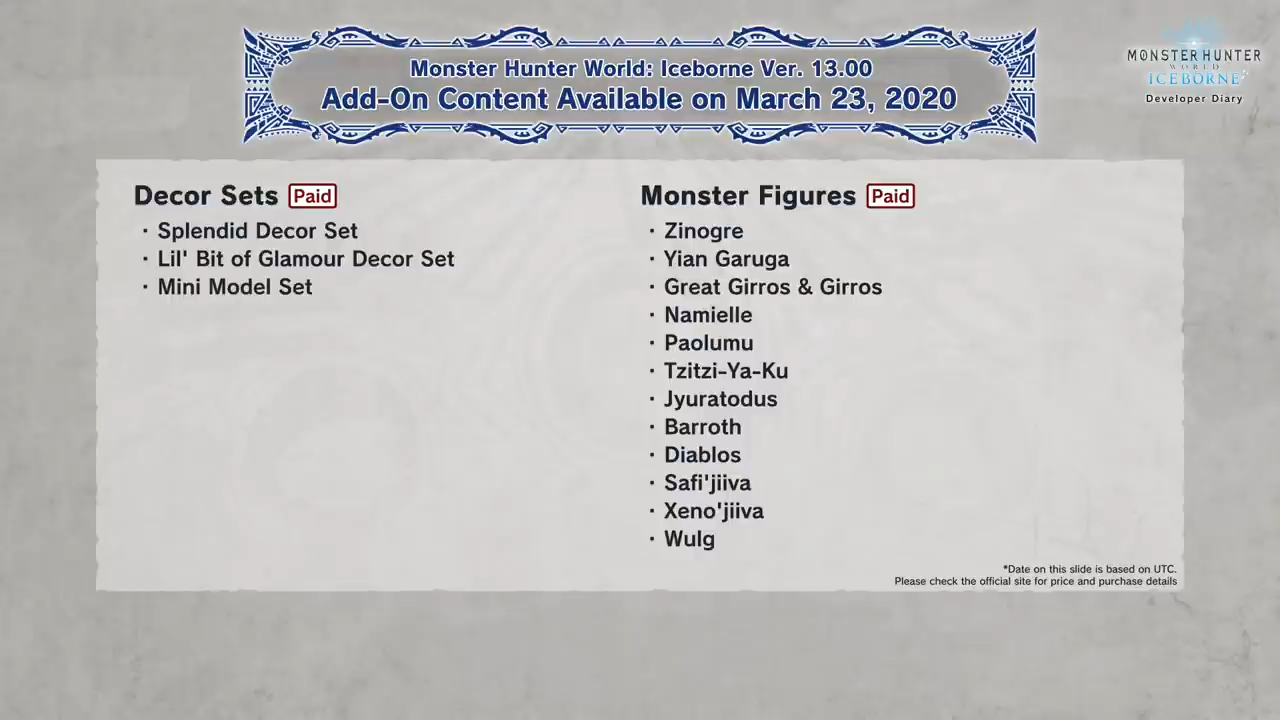 Monster Hunter World: Iceborne Ver. 13.00
Add-On Content Available on March 23, 2020
MONSTER HUNTER
WORLD
ICEBORNE
Developer Diary
Decor Sets Paid
· Splendid Decor Set
· Lil' Bit of Glamour Decor Set
· Mini Model Set
Monster Figures Paid
· Zinogre
· Yian Garuga
· Great Girros & Girros
· Namielle
· Paolumu
· Tzitzi-Ya-Ku
· Jyuratodus
· Barroth
· Diablos
· Safi'jiiva
· Xeno'jiiva
· Wulg
*Date on this slide is based on UTC.
Please check the official site for price and purchase details